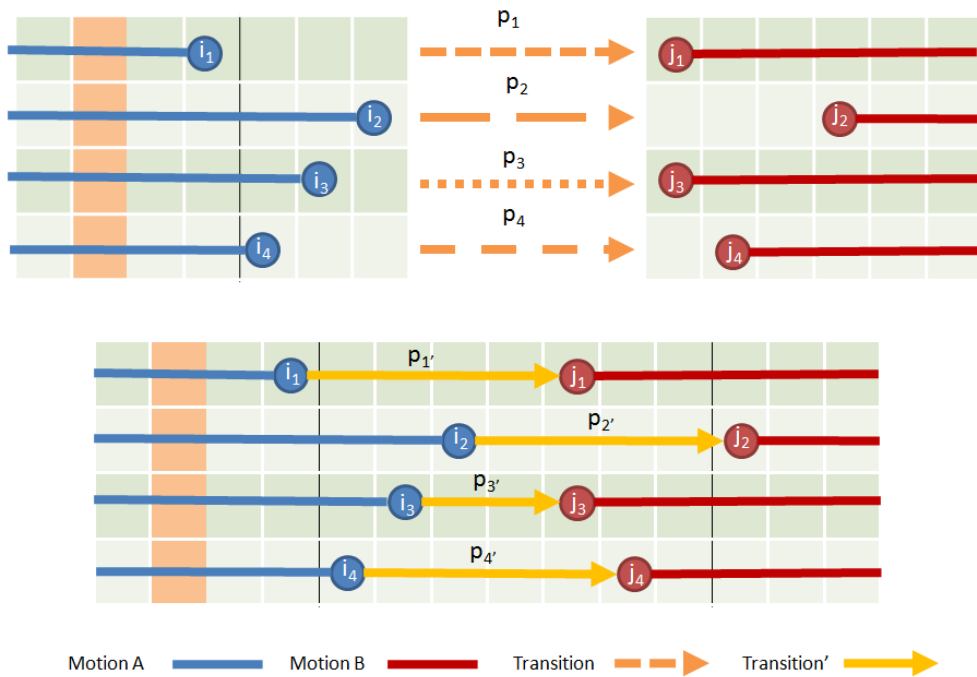 p₁
i₁ j₁
p₂
i₂ j₂
p₃
i₃ j₃
p₄
i₄ j₄
p₁'
i₁ j₁
p₂'
i₂ j₂
p₃'
i₃ j₃
p₄'
i₄ j₄
Motion A Motion B Transition Transition'